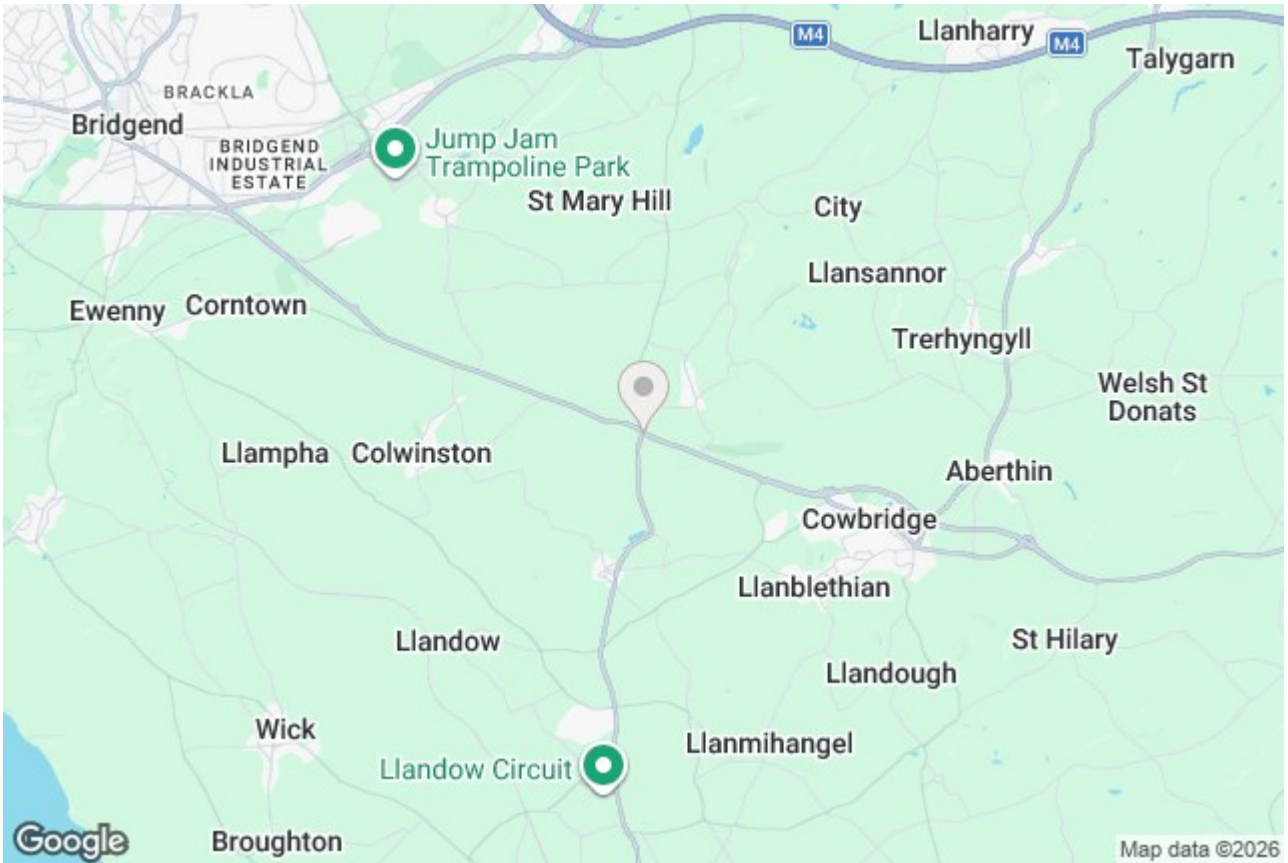 M4
Llanharry
M4
Talygarn
BRACKLA
Bridgend
BRIDGEND
INDUSTRIAL
ESTATE
Jump Jam
Trampoline Park
St Mary Hill
City
Llansannor
Ewenny
Corntown
Trerhyngyll
Welsh St
Donats
Llampha
Colwinston
Aberthin
Cowbridge
Llanblethian
Llandow
St Hilary
Llandough
Wick
Llanmihangel
Llandow Circuit
Broughton
Google
Map data ©2026